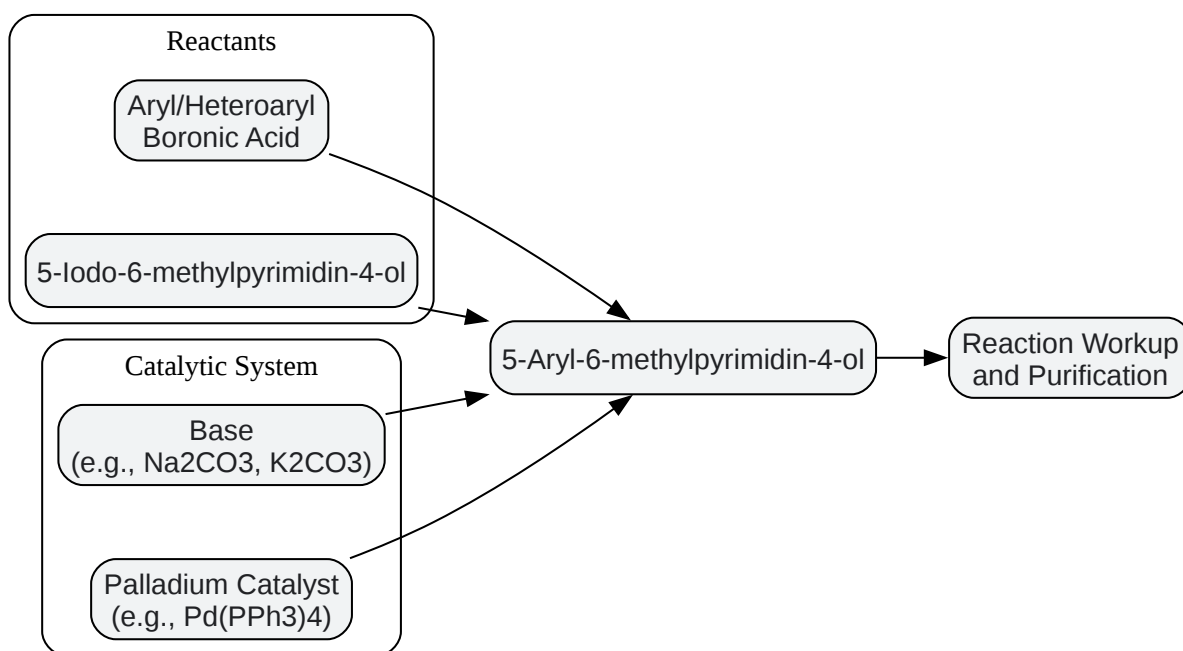 Reactants
Aryl/Heteroaryl
Boronic Acid
5-Iodo-6-methylpyrimidin-4-ol
Catalytic System
Base
(e.g., Na2CO3, K2CO3)
Palladium Catalyst
(e.g., Pd(PPh3)4)
5-Aryl-6-methylpyrimidin-4-ol
Reaction Workup
and Purification